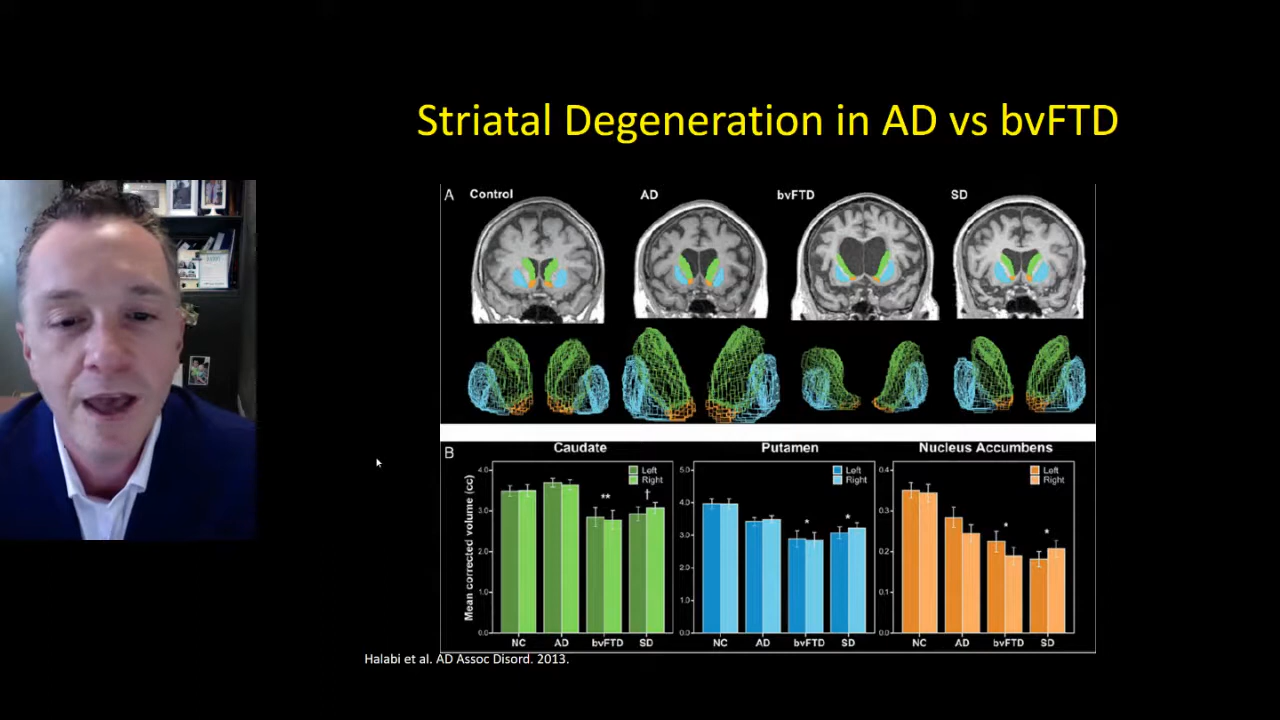 Striatal Degeneration in AD vs bvFTD
A
Control
AD
bvFTD
SD
B
Caudate
Putamen
Nucleus Accumbens
Mean corrected volume (cc)
4.0
3.0
2.0
1.0
0.0
Left
Right
**
†
NC AD bvFTD SD
5.0
4.0
3.0
2.0
1.0
0.0
Left
Right
*
*
NC AD bvFTD SD
0.4
0.3
0.2
0.1
0.0
Left
Right
*
*
NC AD bvFTD SD
Halabi et al. AD Assoc Disord. 2013.